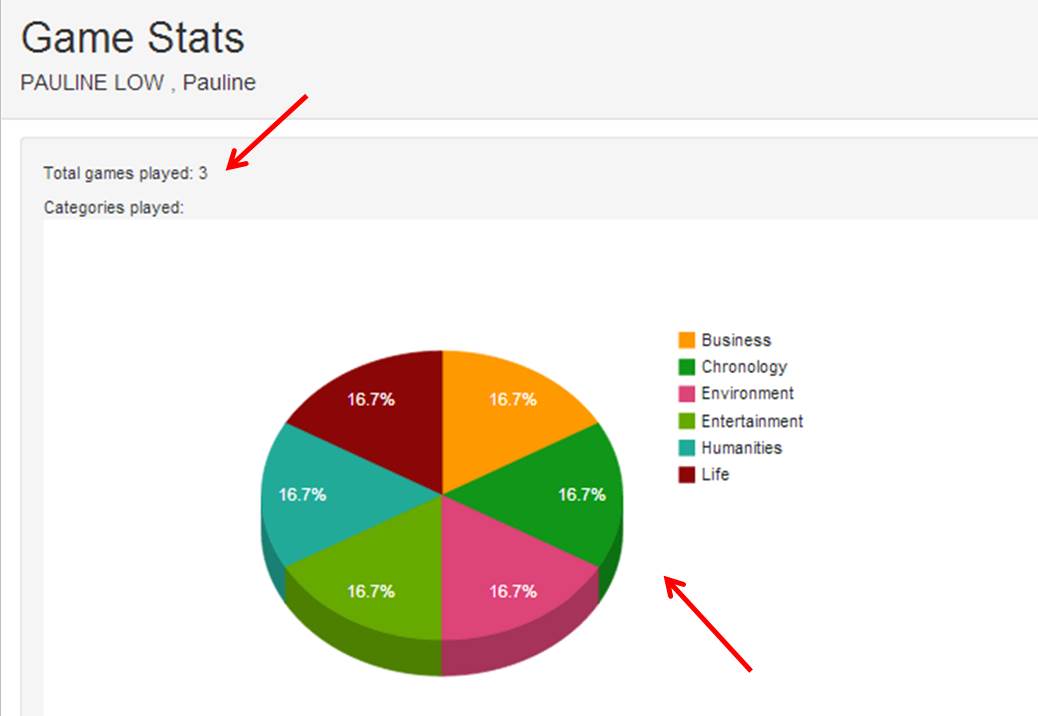 Game Stats
PAULINE LOW , Pauline
Total games played: 3
Categories played:
Business
Chronology
Environment
Entertainment
Humanities
Life
16.7%
16.7%
16.7%
16.7%
16.7%
16.7%